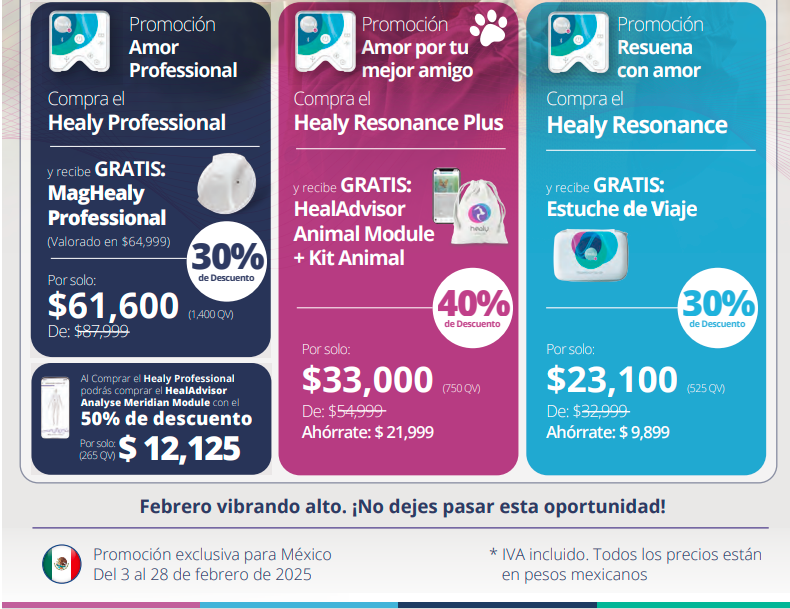 Promoción
Amor
Professional
Compra el
Healy Professional
y recibe GRATIS:
MagHealy
Professional
(Valorado en $64,999)
30%
de Descuento
Por solo:
$61,600 (1,400 QV)
De: $87,999
Al Comprar el Healy Professional
podrás comprar el HealAdvisor
Analyse Meridian Module con el
50% de descuento
Por solo:
(265 QV) $ 12,125
Promoción
Amor por tu
mejor amigo
Compra el
Healy Resonance Plus
y recibe GRATIS:
HealAdvisor
Animal Module
+ Kit Animal
healy
40%
de Descuento
Por solo:
$33,000 (750 QV)
De: $54,999
Ahórrate: $ 21,999
Promoción
Resuena
con amor
Compra el
Healy Resonance
y recibe GRATIS:
Estuche de Viaje
30%
de Descuento
Por solo:
$23,100 (525 QV)
De: $32,999
Ahórrate: $ 9,899
Febrero vibrando alto. ¡No dejes pasar esta oportunidad!
Promoción exclusiva para México
Del 3 al 28 de febrero de 2025
* IVA incluido. Todos los precios están
en pesos mexicanos